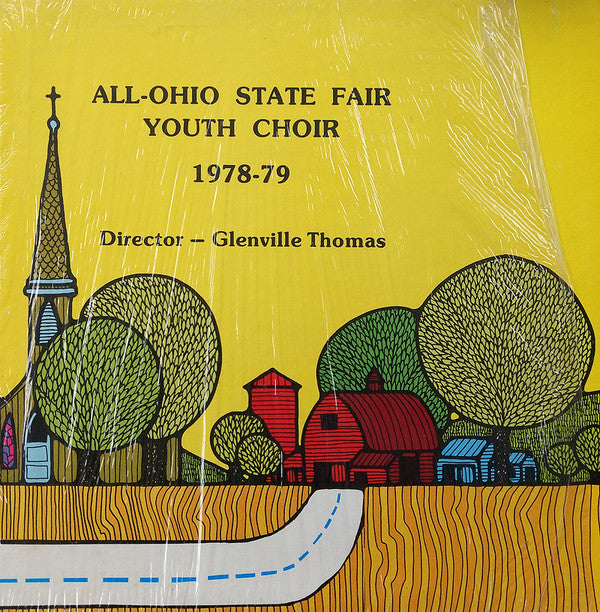 ALL-OHIO STATE FAIR
YOUTH CHOIR
1978-79
Director -- Glenville Thomas